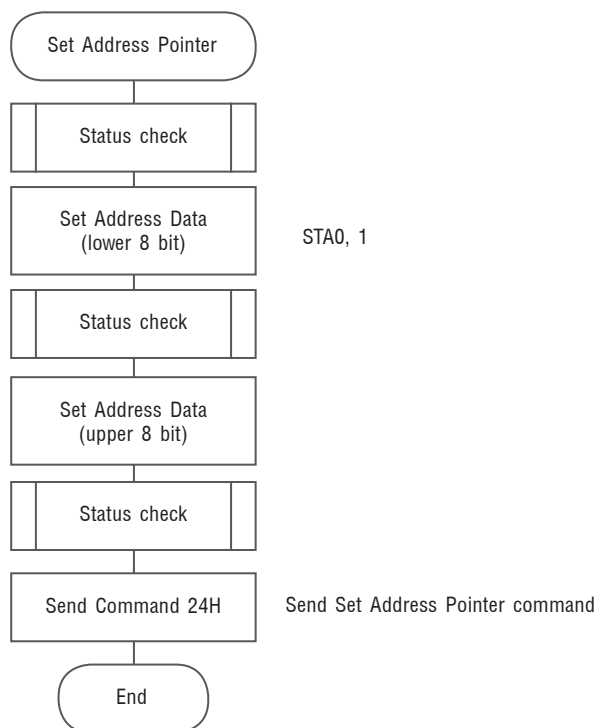 Set Address Pointer
Status check
Set Address Data
(lower 8 bit)
STA0, 1
Status check
Set Address Data
(upper 8 bit)
Status check
Send Command 24H
Send Set Address Pointer command
End